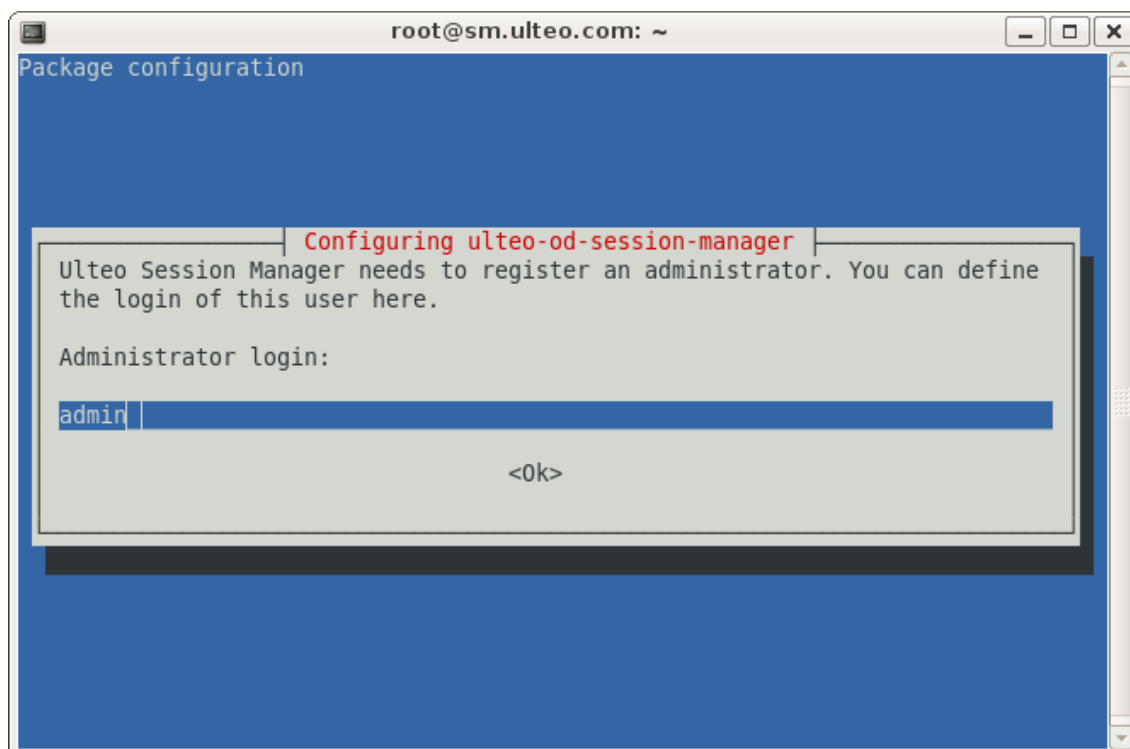 root@sm.ulteo.com: ~
Package configuration
Configuring ulteo-od-session-manager
Ulteo Session Manager needs to register an administrator. You can define
the login of this user here.
Administrator login:
admin
<Ok>